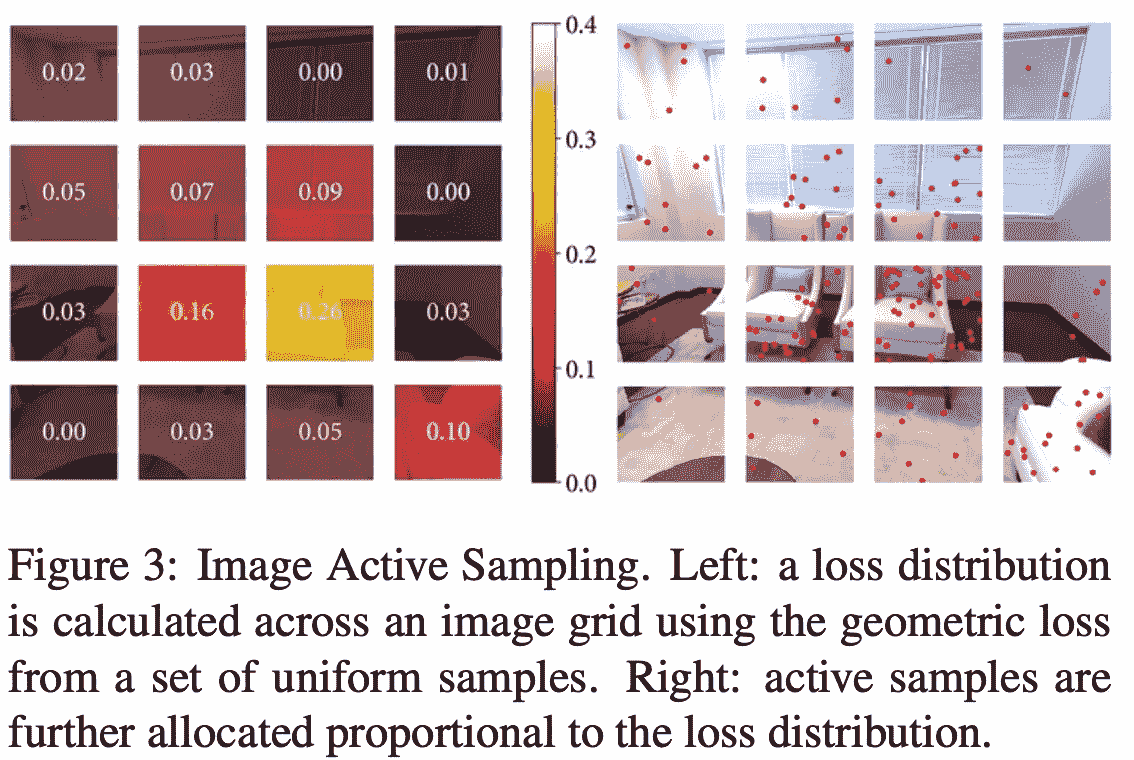 0.02 0.03 0.00 0.01
0.4
0.3
0.05 0.07 0.09 0.00
0.2
0.03 0.16 0.26 0.03
0.1
0.00 0.03 0.05 0.10
0.0
Figure 3: Image Active Sampling. Left: a loss distribution
is calculated across an image grid using the geometric loss
from a set of uniform samples. Right: active samples are
further allocated proportional to the loss distribution.